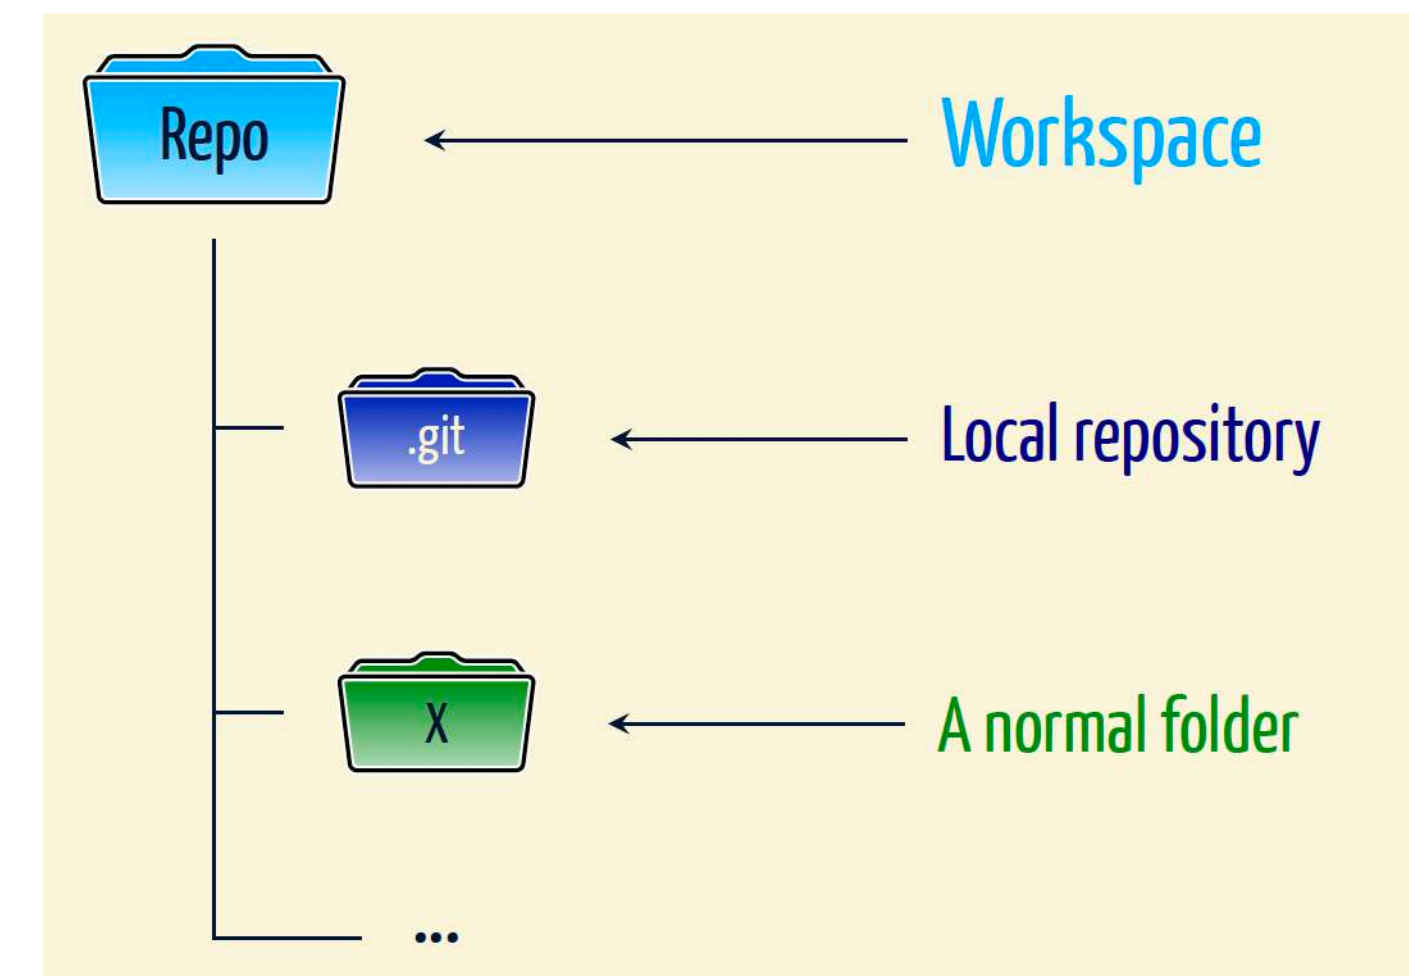 Repo
Workspace
.git
Local repository
X
A normal folder
...